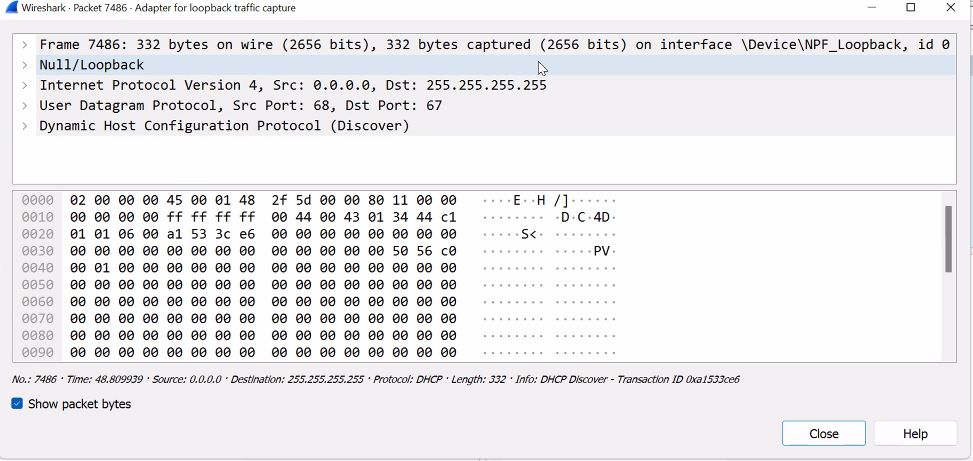 Wireshark · Packet 7486 · Adapter for loopback traffic capture
Frame 7486: 332 bytes on wire (2656 bits), 332 bytes captured (2656 bits) on interface \Device\NPF_Loopback, id 0
Null/Loopback
Internet Protocol Version 4, Src: 0.0.0.0, Dst: 255.255.255.255
User Datagram Protocol, Src Port: 68, Dst Port: 67
Dynamic Host Configuration Protocol (Discover)
0000 02 00 00 00 45 00 01 48 2f 5d 00 00 80 11 00 00 ····E··H /]······
0010 00 00 00 00 ff ff ff ff 00 44 00 43 01 34 44 c1 ········ ·D·C·4D·
0020 01 01 06 00 a1 53 3c e6 00 00 00 00 00 00 00 00 ·····S<· ········
0030 00 00 00 00 00 00 00 00 00 00 00 00 00 50 56 c0 ········ ·····PV·
0040 00 01 00 00 00 00 00 00 00 00 00 00 00 00 00 00 ········ ········
0050 00 00 00 00 00 00 00 00 00 00 00 00 00 00 00 00 ········ ········
0060 00 00 00 00 00 00 00 00 00 00 00 00 00 00 00 00 ········ ········
0070 00 00 00 00 00 00 00 00 00 00 00 00 00 00 00 00 ········ ········
0080 00 00 00 00 00 00 00 00 00 00 00 00 00 00 00 00 ········ ········
0090 00 00 00 00 00 00 00 00 00 00 00 00 00 00 00 00 ········ ········
No.: 7486 · Time: 48.809939 · Source: 0.0.0.0 · Destination: 255.255.255.255 · Protocol: DHCP · Length: 332 · Info: DHCP Discover - Transaction ID 0xa1533ce6
Show packet bytes
Close Help